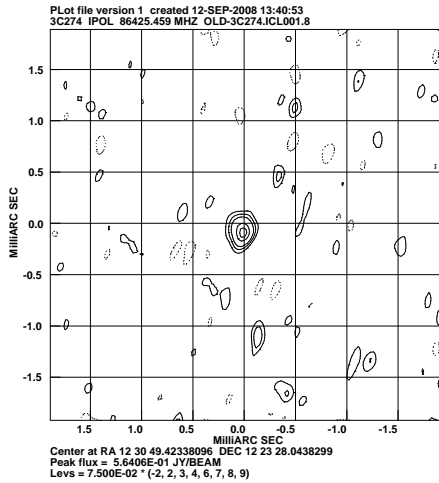 PLot file version 1 created 12-SEP-2008 13:40:53
3C274 IPOL 86425.459 MHZ OLD-3C274.ICL001.8
MilliARC SEC
1.5
1.0
0.5
0.0
-0.5
-1.0
-1.5
1.5 1.0 0.5 0.0 -0.5 -1.0 -1.5
MilliARC SEC
Center at RA 12 30 49.42338096 DEC 12 23 28.0438299
Peak flux = 5.6406E-01 JY/BEAM
Levs = 7.500E-02 * (-2, 2, 3, 4, 6, 7, 8, 9)